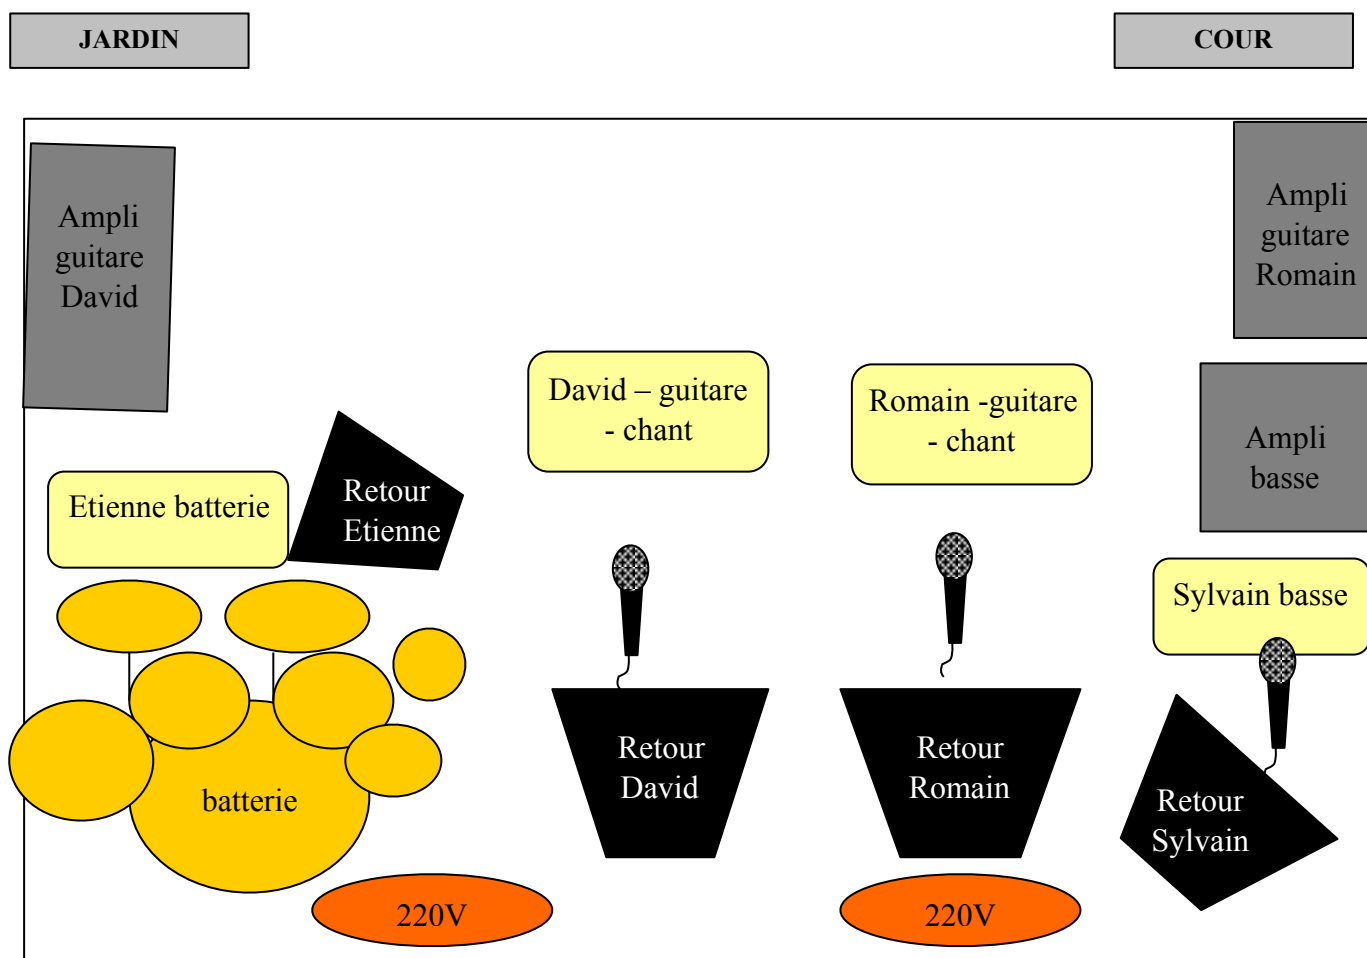 JARDIN
COUR
Ampli
guitare
David
Ampli
guitare
Romain
David – guitare
- chant
Romain -guitare
- chant
Ampli
basse
Etienne batterie
Retour
Etienne
Sylvain basse
Retour
David
Retour
Romain
batterie
Retour
Sylvain
220V
220V